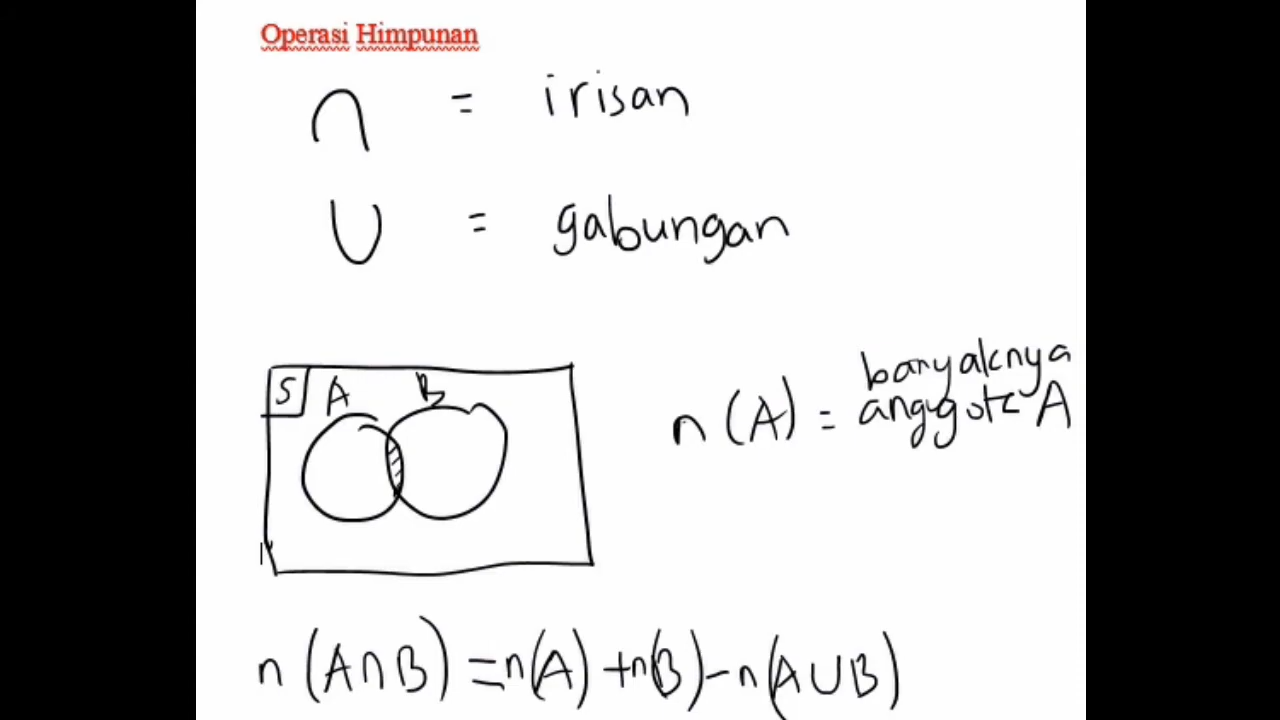 Operasi Himpunan
∩ = irisan
∪ = gabungan
S A B
n (A) = banyaknya
anggota A
n (A∩B) = n(A) + n(B) - n(A∪B)